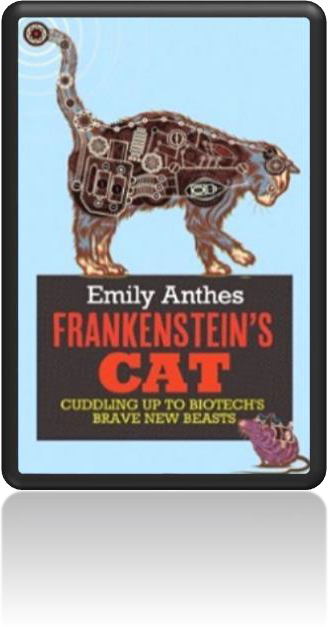 Emily Anthes
FRANKENSTEIN'S
CAT
CUDDLING UP TO BIOTECH'S
BRAVE NEW BEASTS